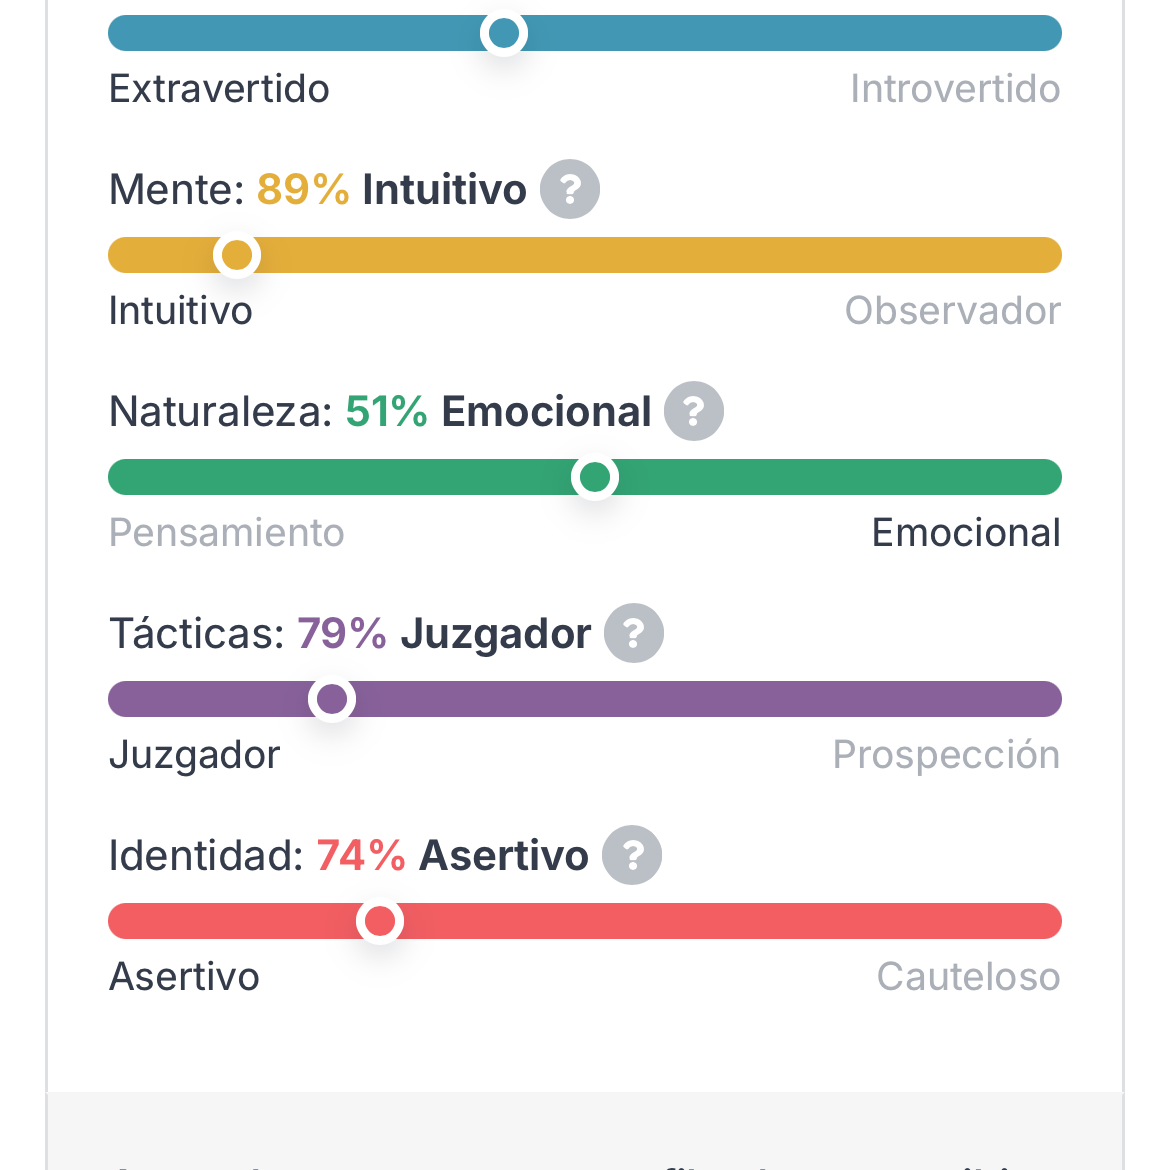 Extravertido Introvertido
Mente: 89% Intuitivo ?
Intuitivo Observador
Naturaleza: 51% Emocional ?
Pensamiento Emocional
Tácticas: 79% Juzgador ?
Juzgador Prospección
Identidad: 74% Asertivo ?
Asertivo Cauteloso